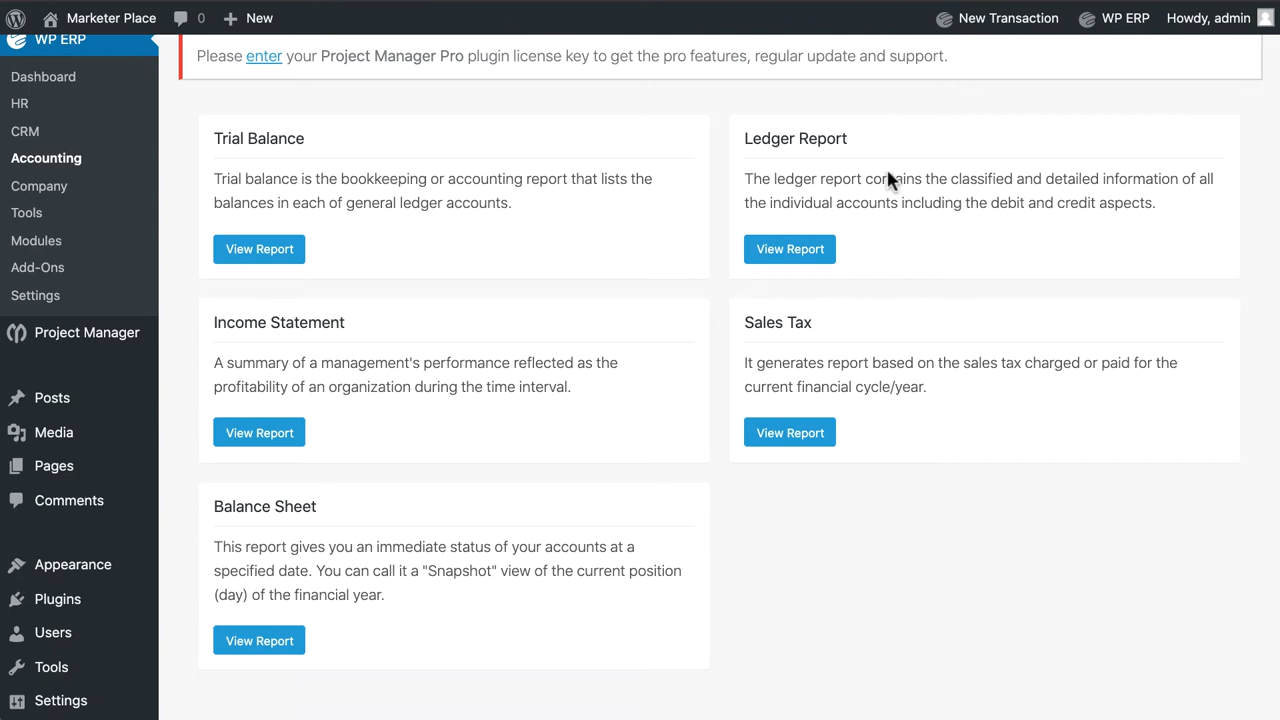 Marketer Place 0 New New Transaction WP ERP Howdy, admin
WP ERP
Dashboard
HR
CRM
Accounting
Company
Tools
Modules
Add-Ons
Settings
Project Manager
Posts
Media
Pages
Comments
Appearance
Plugins
Users
Tools
Settings
Please enter your Project Manager Pro plugin license key to get the pro features, regular update and support.
Trial Balance
Trial balance is the bookkeeping or accounting report that lists the
balances in each of general ledger accounts.
View Report
Ledger Report
The ledger report contains the classified and detailed information of all
the individual accounts including the debit and credit aspects.
View Report
Income Statement
A summary of a management's performance reflected as the
profitability of an organization during the time interval.
View Report
Sales Tax
It generates report based on the sales tax charged or paid for the
current financial cycle/year.
View Report
Balance Sheet
This report gives you an immediate status of your accounts at a
specified date. You can call it a "Snapshot" view of the current position
(day) of the financial year.
View Report